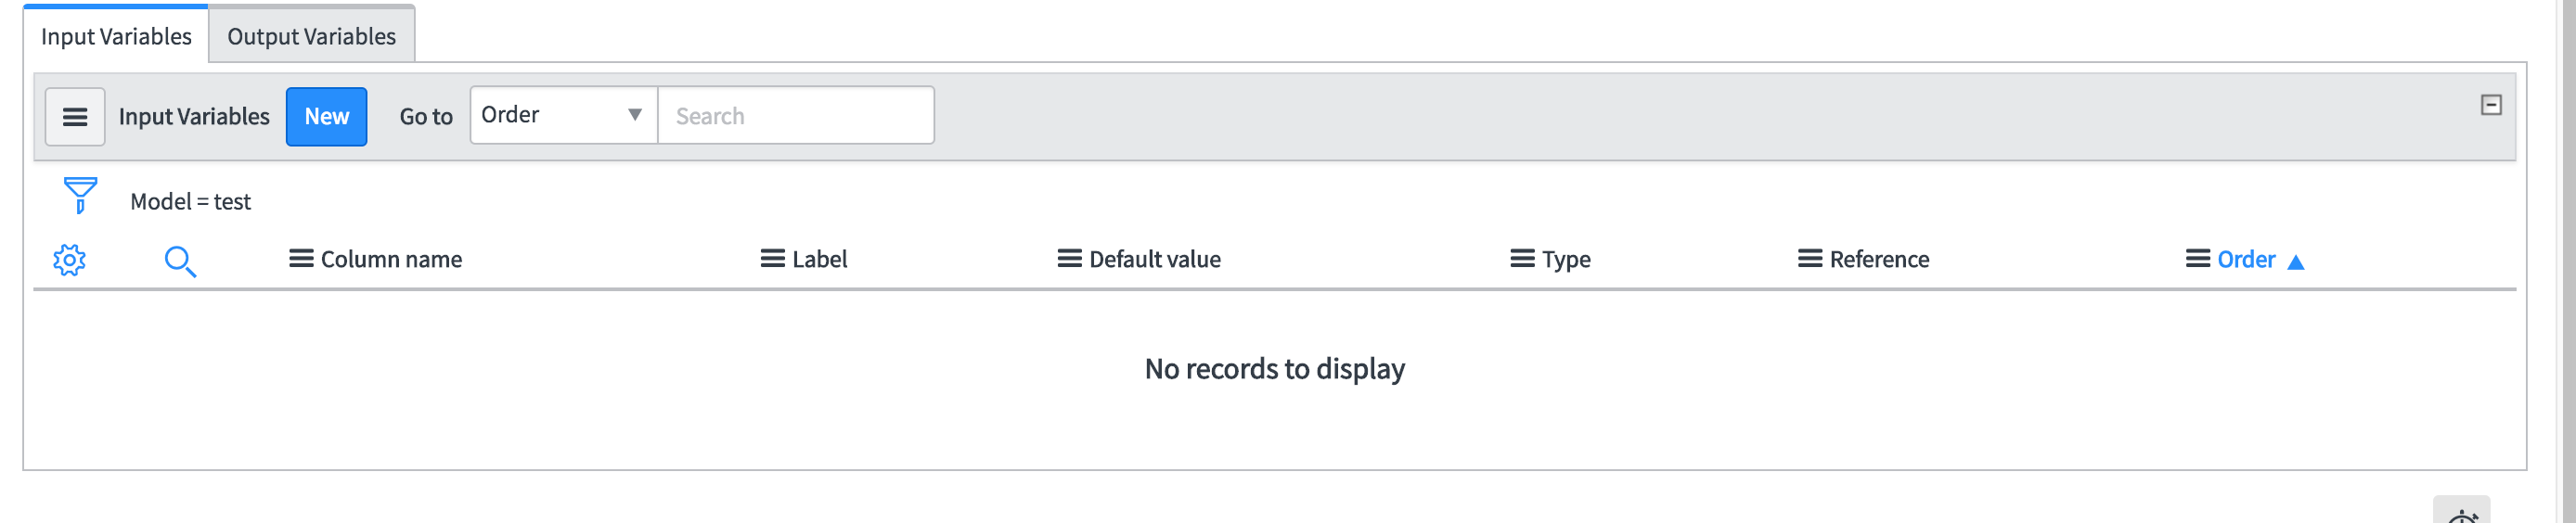 Input Variables Output Variables
Input Variables New Go to Order Search
Model = test
Column name Label Default value Type Reference Order
No records to display